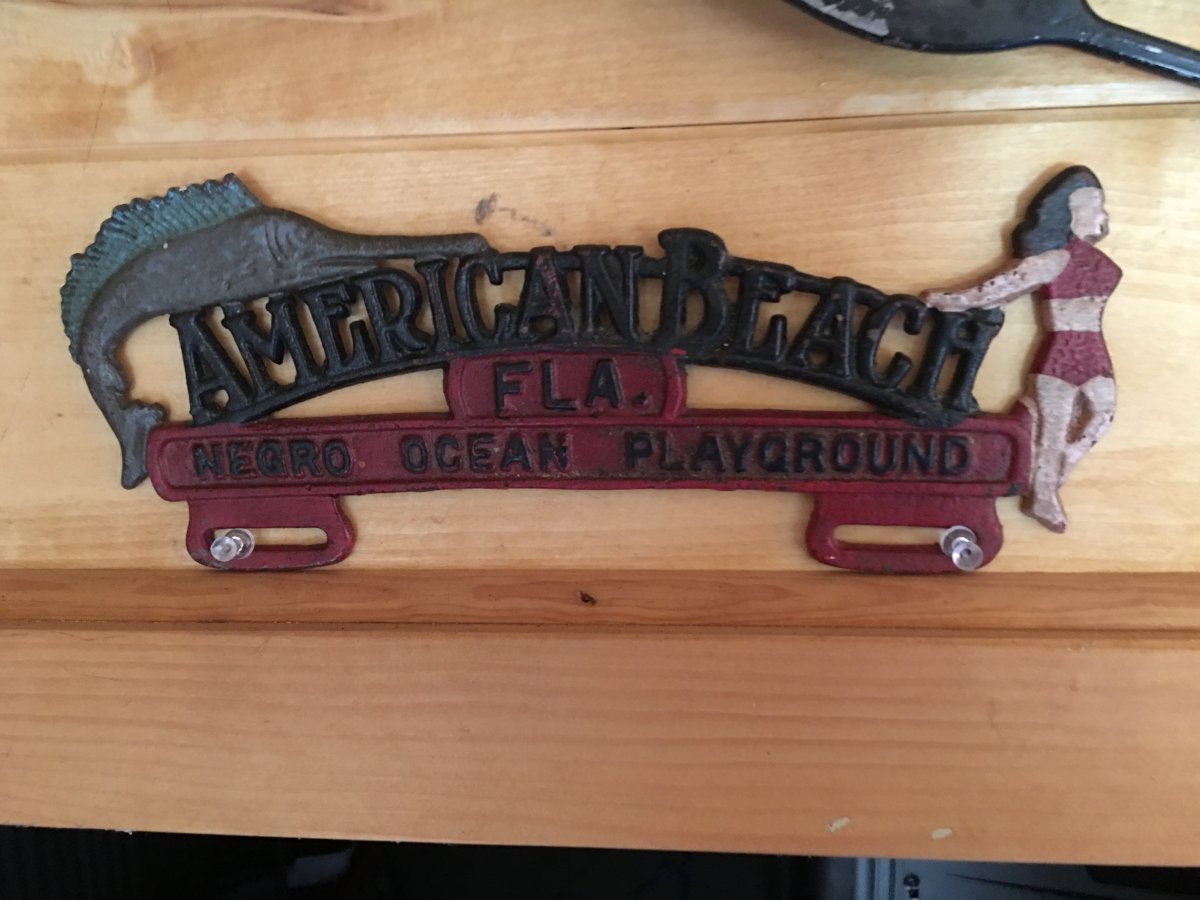 AMERICAN BEACH
FLA.
NEGRO OCEAN PLAYGROUND